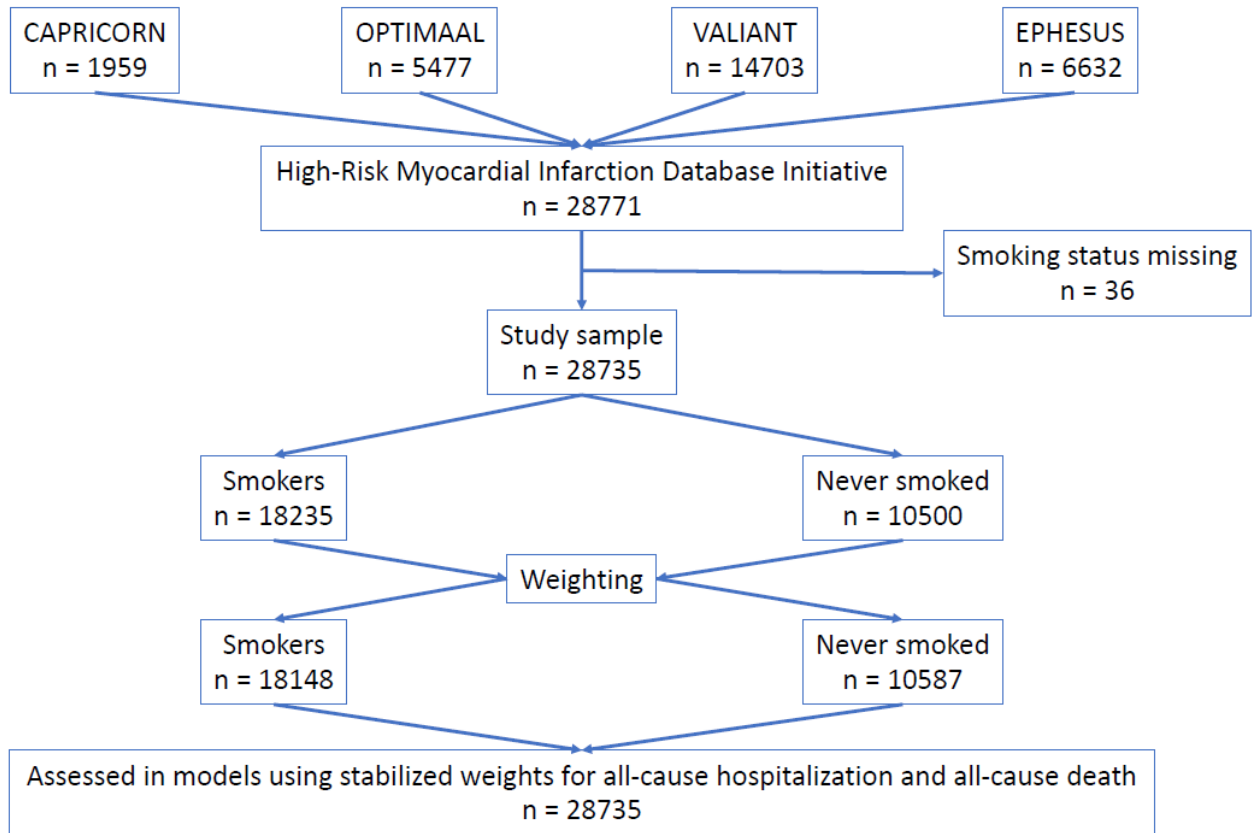 CAPRICORN
n = 1959
OPTIMAAL
n = 5477
VALIANT
n = 14703
EPHESUS
n = 6632
High-Risk Myocardial Infarction Database Initiative
n = 28771
Smoking status missing
n = 36
Study sample
n = 28735
Smokers
n = 18235
Never smoked
n = 10500
Weighting
Smokers
n = 18148
Never smoked
n = 10587
Assessed in models using stabilized weights for all-cause hospitalization and all-cause death
n = 28735